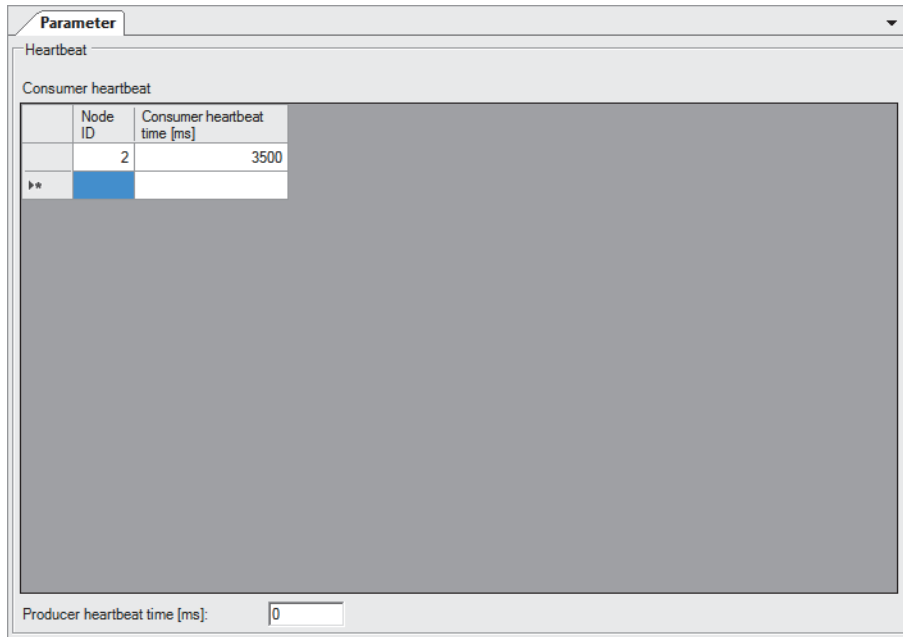 Parameter
Heartbeat
Consumer heartbeat
Node ID Consumer heartbeat time [ms]
2 3500
Producer heartbeat time [ms]: 0